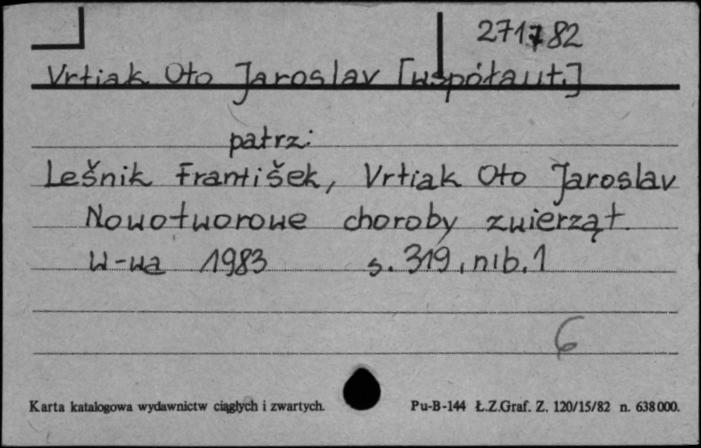 271782
Vrtiak Oto Jaroslav [współaut.]
patrz:
Lešnik František, Vrtiak Oto Jaroslav
Nowotworowe choroby zwierząt.
W-wa 1983 s. 319, nlb. 1
6
Karta katalogowa wydawnictw ciągłych i zwartych. Pu-B-144 Ł.Z.Graf. Z. 120/15/82 n. 638000.